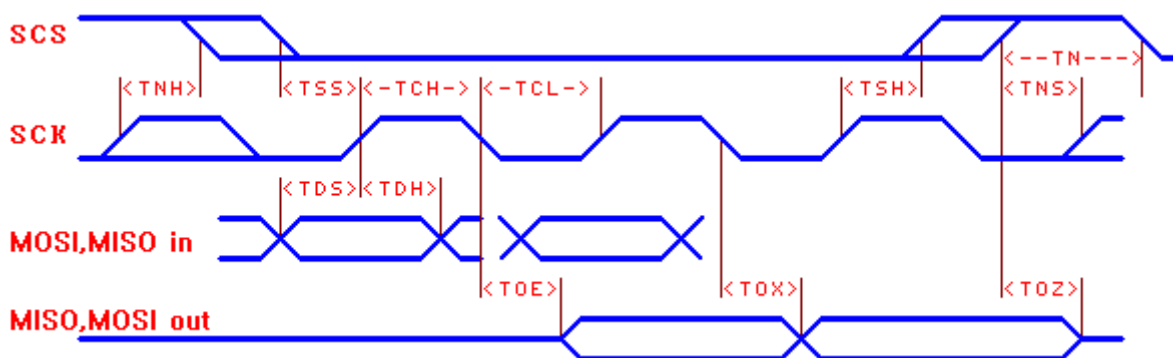 SCS
<--TN--->
<TNH> <TSS> <-TCH-> <-TCL-> <TSH> <TNS>
SCK
<TDS> <TDH>
MOSI,MISO in
<TOE> <TOX> <TOZ>
MISO,MOSI out